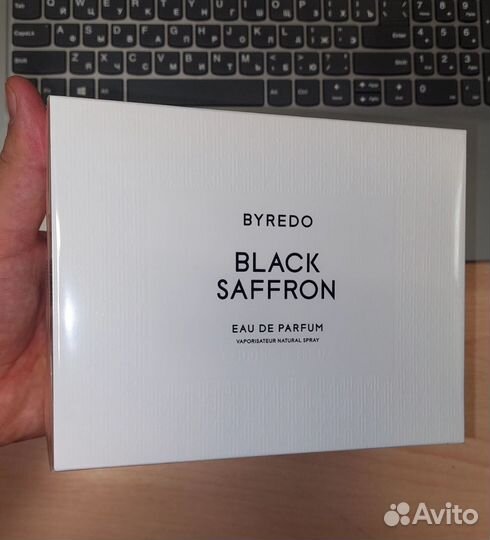 BYREDO
BLACK
SAFFRON
EAU DE PARFUM
VAPORISATEUR NATURAL SPRAY
Avito